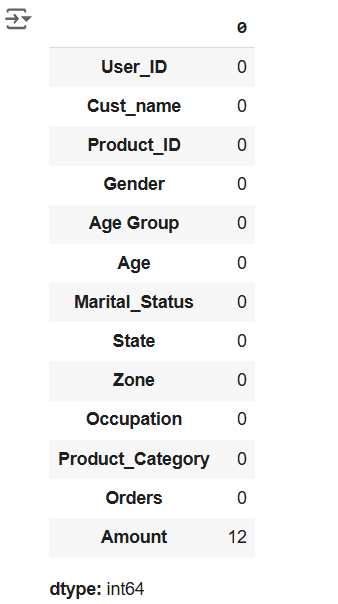 0
User_ID 0
Cust_name 0
Product_ID 0
Gender 0
Age Group 0
Age 0
Marital_Status 0
State 0
Zone 0
Occupation 0
Product_Category 0
Orders 0
Amount 12
dtype: int64